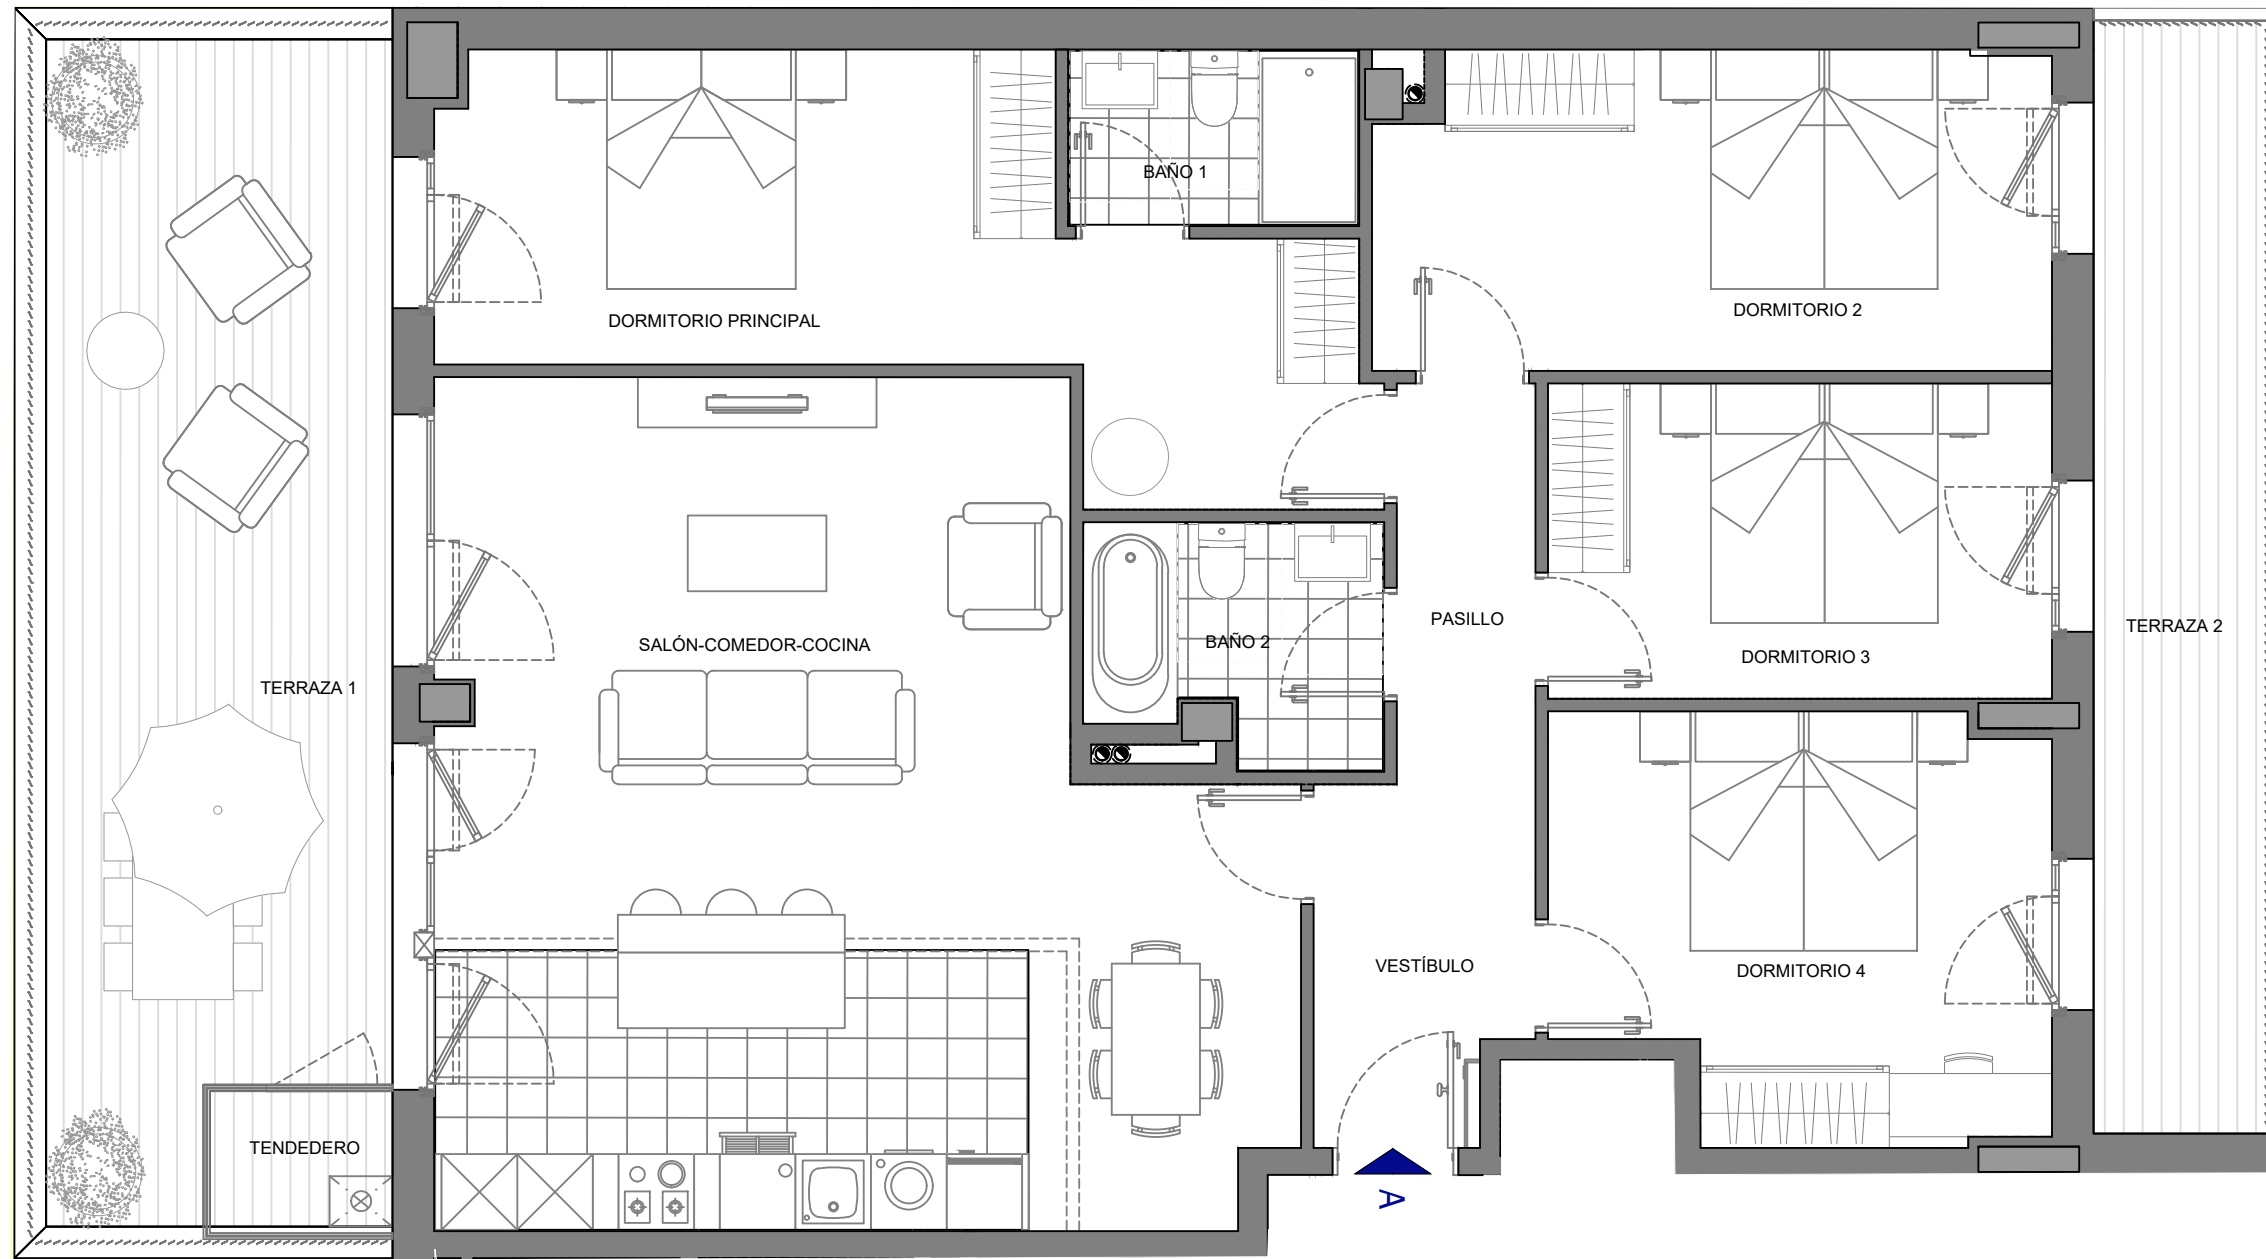 BAÑO 1
DORMITORIO PRINCIPAL
DORMITORIO 2
SALÓN-COMEDOR-COCINA
BAÑO 2
PASILLO
TERRAZA 2
DORMITORIO 3
TERRAZA 1
VESTÍBULO
DORMITORIO 4
TENDEDERO
A